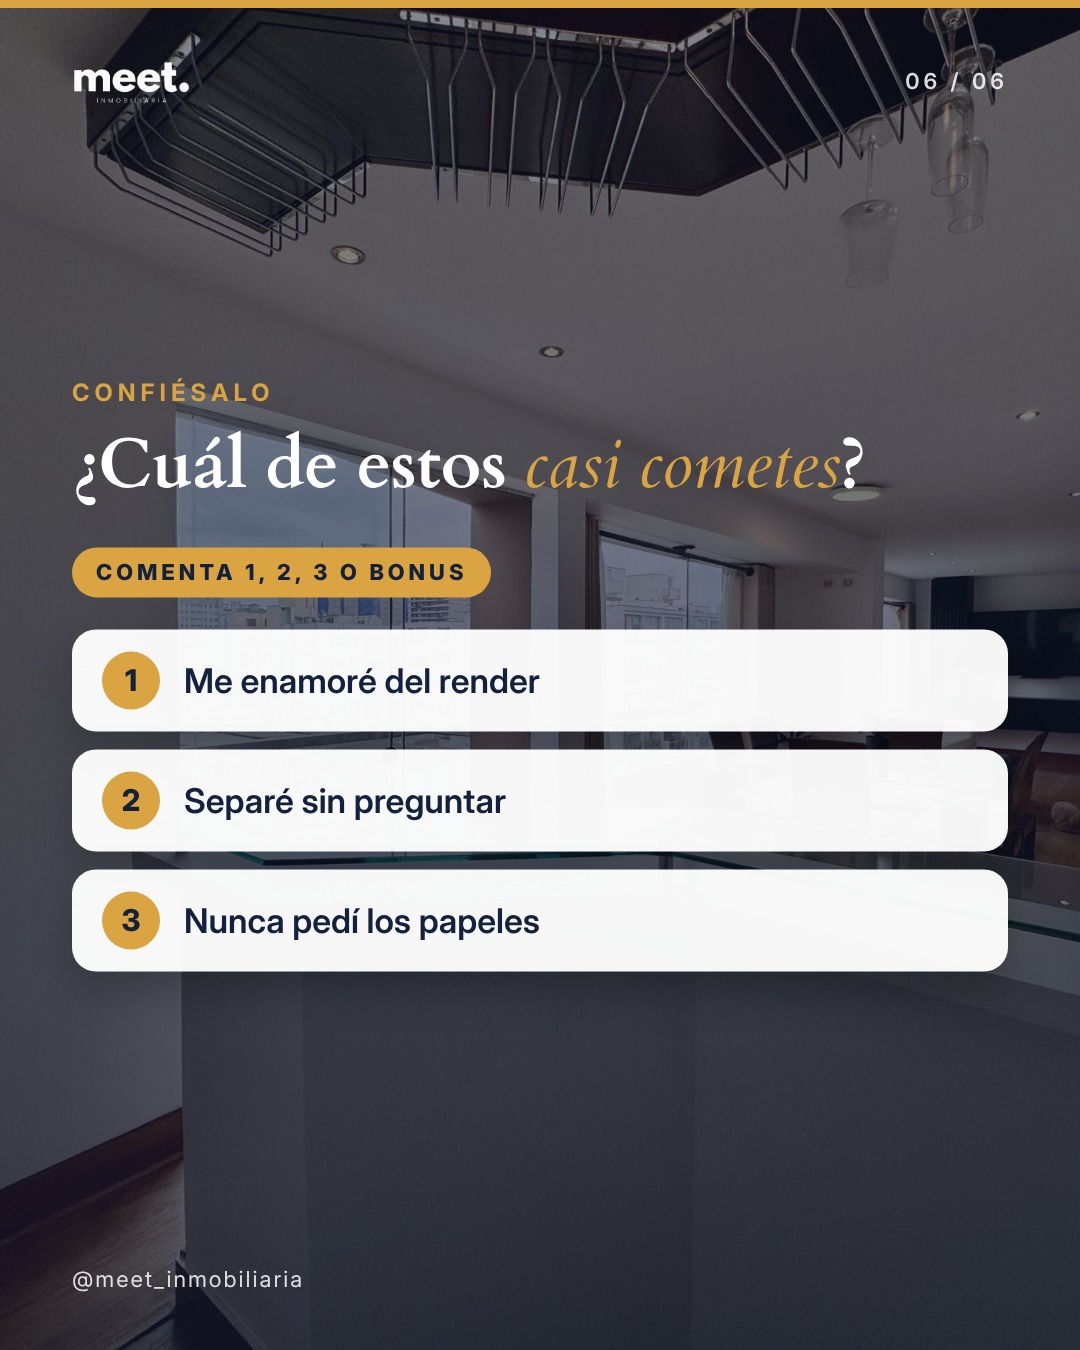 meet.
INMOBILIARIA
06 / 06
CONFIÉSALO
¿Cuál de estos casi cometes?
COMENTA 1, 2, 3 O BONUS
1 Me enamoré del render
2 Separé sin preguntar
3 Nunca pedí los papeles
@meet_inmobiliaria